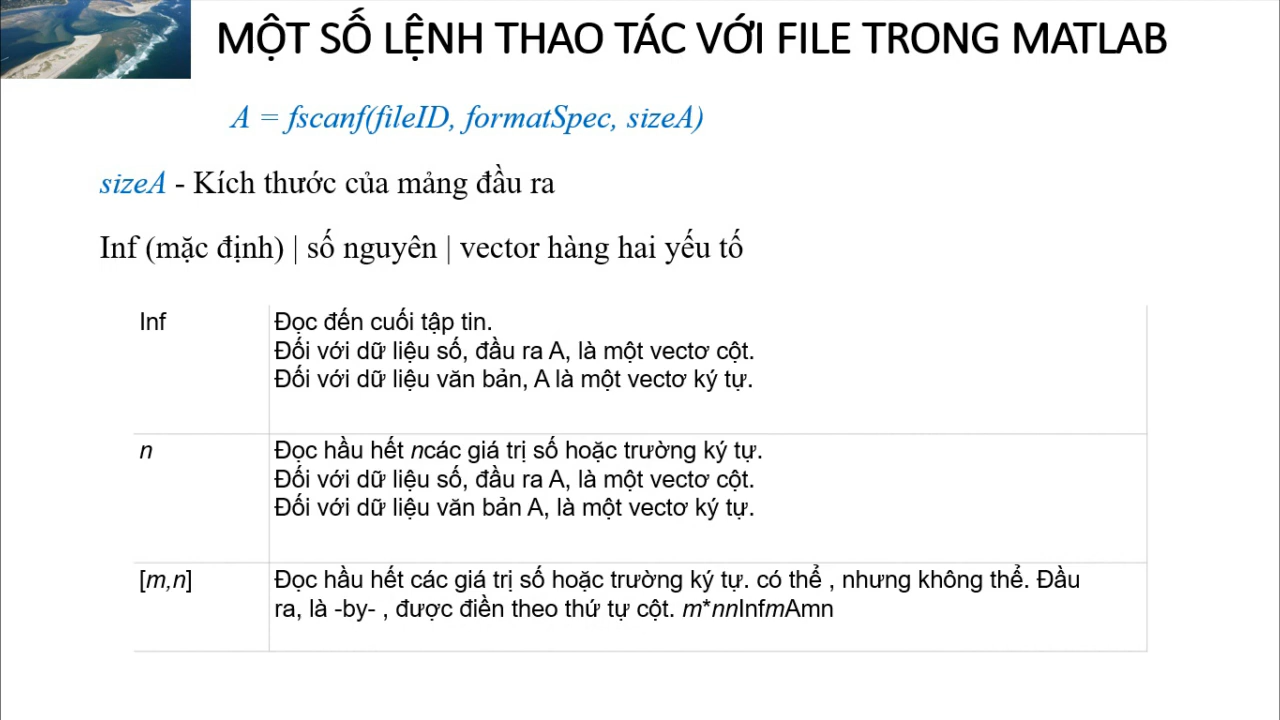 MỘT SỐ LỆNH THAO TÁC VỚI FILE TRONG MATLAB
A = fscanf(fileID, formatSpec, sizeA)
sizeA - Kích thước của mảng đầu ra
Inf (mặc định) | số nguyên | vector hàng hai yếu tố
Inf
Đọc đến cuối tập tin.
Đối với dữ liệu số, đầu ra A, là một vectơ cột.
Đối với dữ liệu văn bản, A là một vectơ ký tự.
n
Đọc hầu hết ncác giá trị số hoặc trường ký tự.
Đối với dữ liệu số, đầu ra A, là một vectơ cột.
Đối với dữ liệu văn bản A, là một vectơ ký tự.
[m,n]
Đọc hầu hết các giá trị số hoặc trường ký tự. có thể , nhưng không thể. Đầu
ra, là -by- , được điền theo thứ tự cột. m*nnInfmAmn